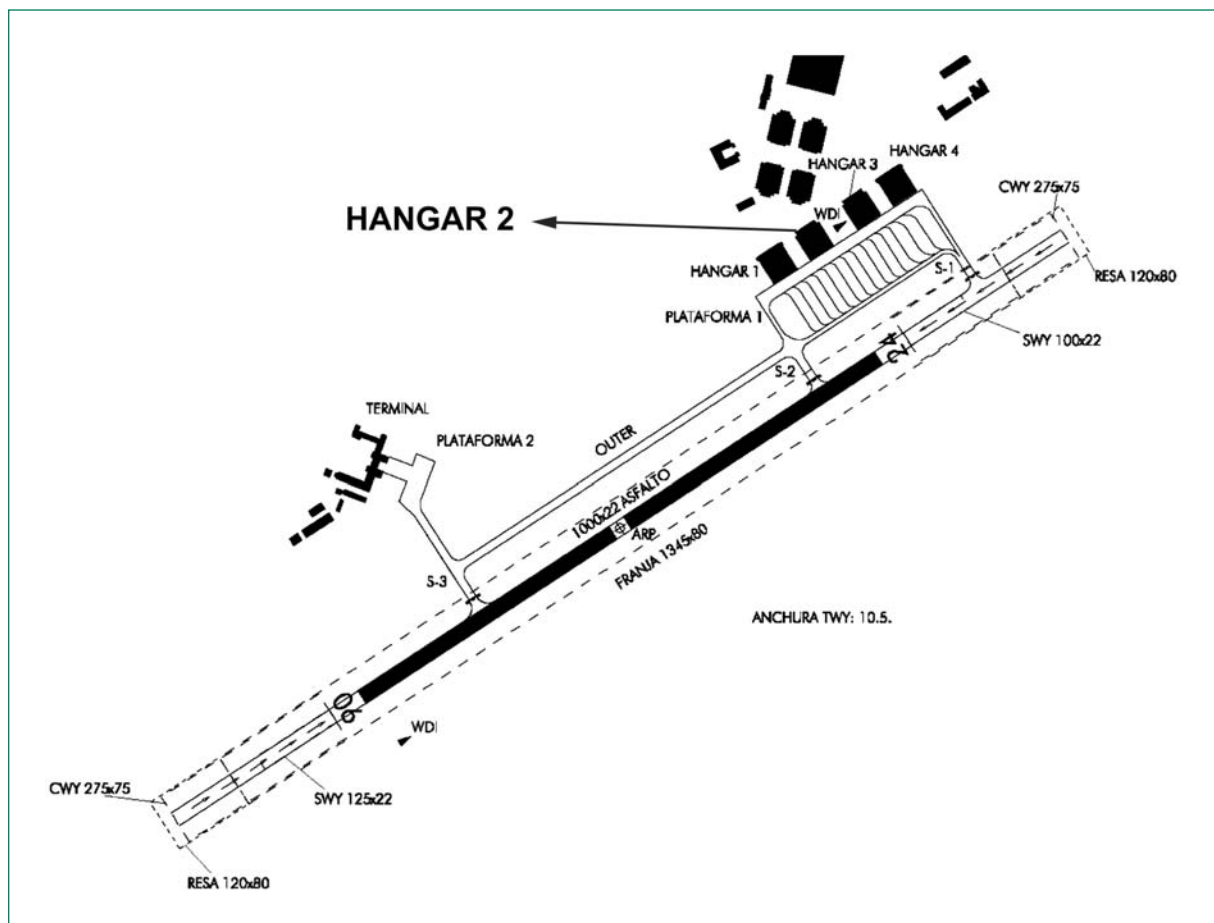 HANGAR 4
HANGAR 3
CWY 275x75
HANGAR 2
WDI
HANGAR 1
S-1
RESA 120x80
PLATAFORMA 1
SWY 100x22
24
S-2
TERMINAL
PLATAFORMA 2
OUTER
1000x22 ASFALTO
ARP
FRANJA 1345x80
S-3
ANCHURA TWY: 10.5.
06
WDI
CWY 275x75
SWY 125x22
RESA 120x80